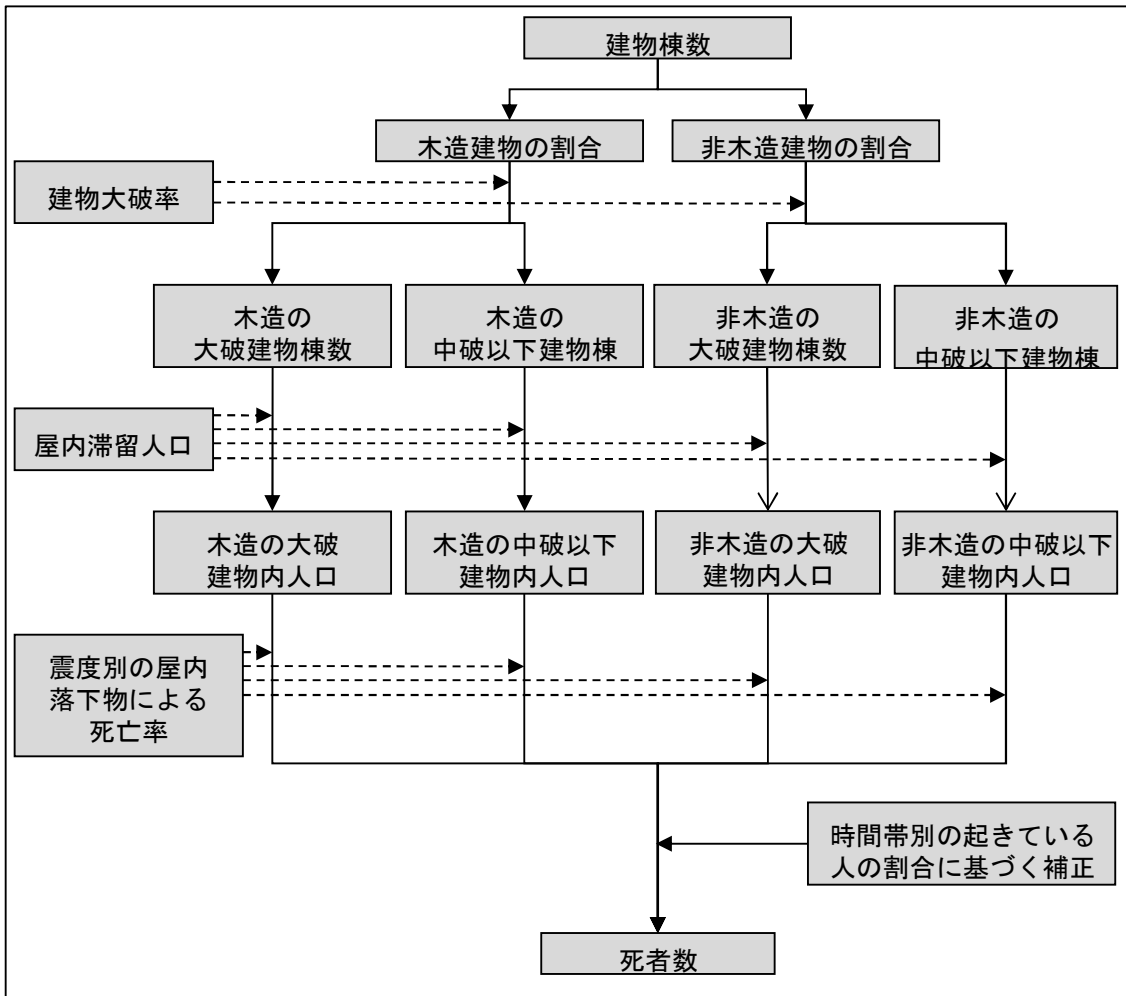 建物棟数
木造建物の割合
非木造建物の割合
建物大破率
木造の
大破建物棟数
木造の
中破以下建物棟
非木造の
大破建物棟数
非木造の
中破以下建物棟
屋内滞留人口
木造の大破
建物内人口
木造の中破以下
建物内人口
非木造の大破
建物内人口
非木造の中破以下
建物内人口
震度別の屋内
落下物による
死亡率
時間帯別の起きている
人の割合に基づく補正
死者数